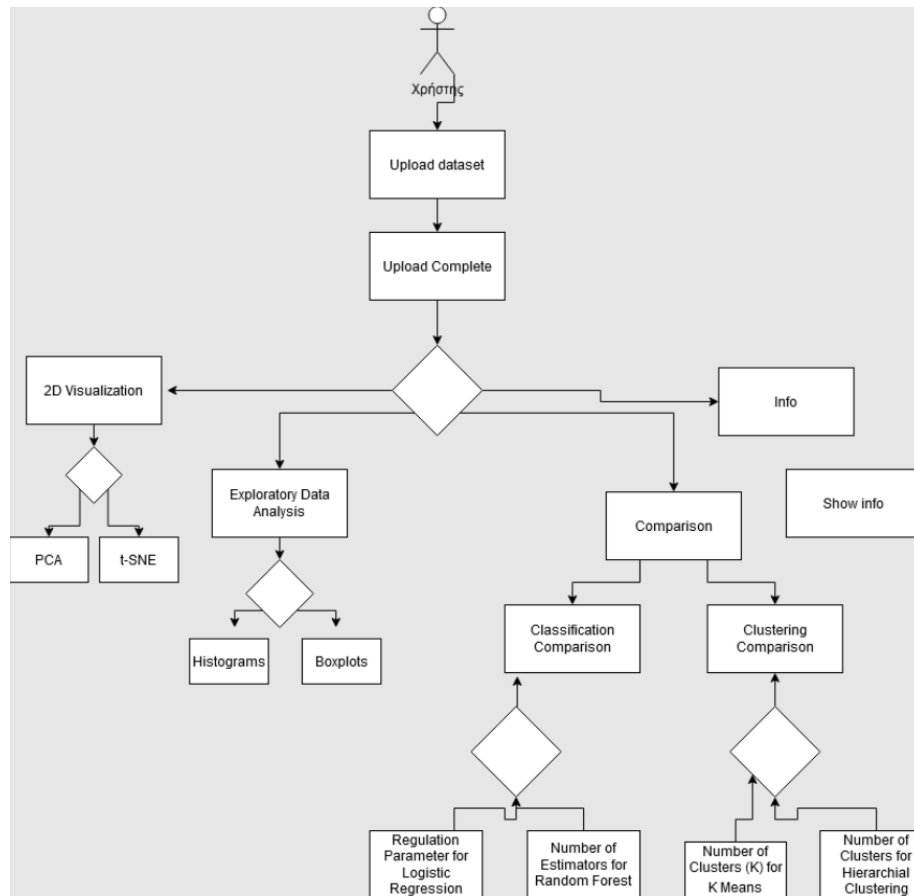 Χρήστης
Upload dataset
Upload Complete
2D Visualization
Info
Exploratory Data
Analysis
Show info
Comparison
PCA
t-SNE
Classification
Comparison
Clustering
Comparison
Histograms
Boxplots
Regulation
Parameter for
Logistic
Regression
Number of
Estimators for
Random Forest
Number of
Clusters (K) for
K Means
Number of
Clusters for
Hierarchial
Clustering